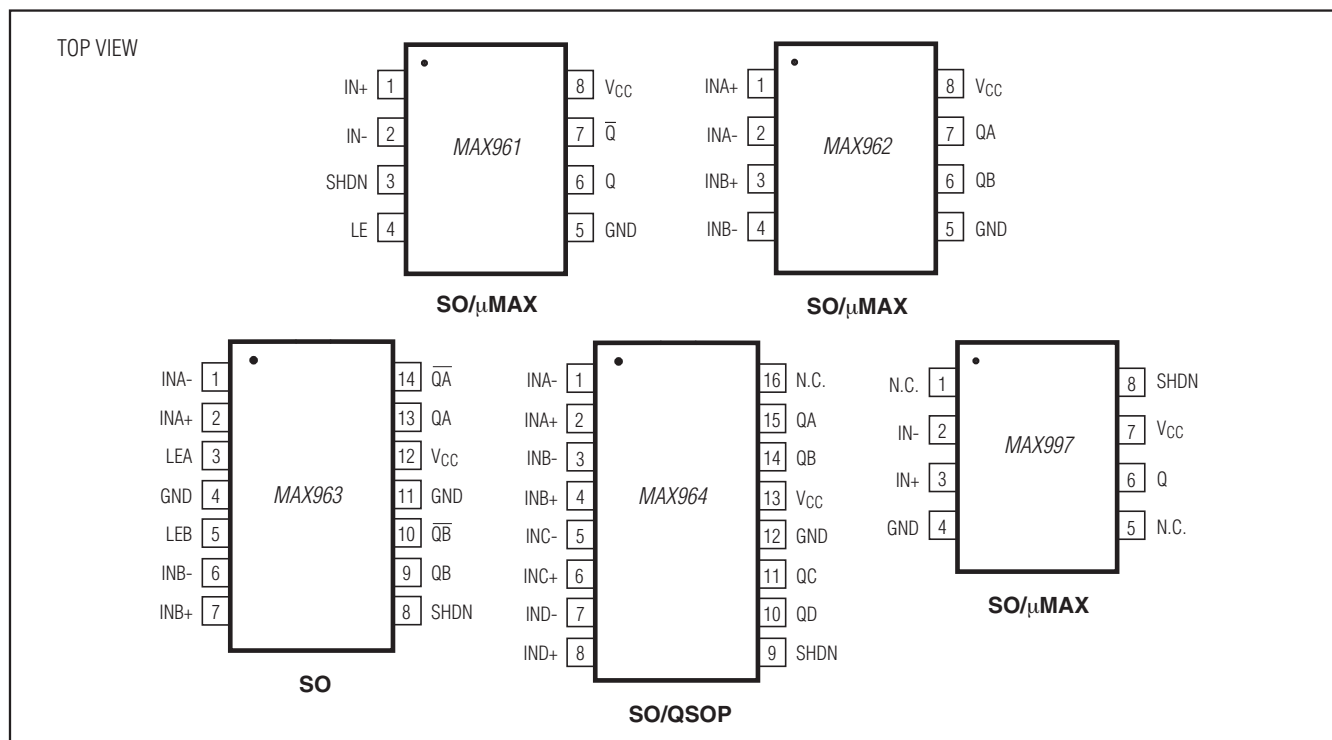 TOP VIEW
IN+ 1 8 VCC
IN- 2 7 Q̅
SHDN 3 6 Q
LE 4 5 GND
MAX961
SO/µMAX
INA+ 1 8 VCC
INA- 2 7 QA
INB+ 3 6 QB
INB- 4 5 GND
MAX962
SO/µMAX
INA- 1 14 Q̅A̅
INA+ 2 13 QA
LEA 3 12 VCC
GND 4 11 GND
LEB 5 10 Q̅B̅
INB- 6 9 QB
INB+ 7 8 SHDN
MAX963
SO
INA- 1 16 N.C.
INA+ 2 15 QA
INB- 3 14 QB
INB+ 4 13 VCC
INC- 5 12 GND
INC+ 6 11 QC
IND- 7 10 QD
IND+ 8 9 SHDN
MAX964
SO/QSOP
N.C. 1 8 SHDN
IN- 2 7 VCC
IN+ 3 6 Q
GND 4 5 N.C.
MAX997
SO/µMAX